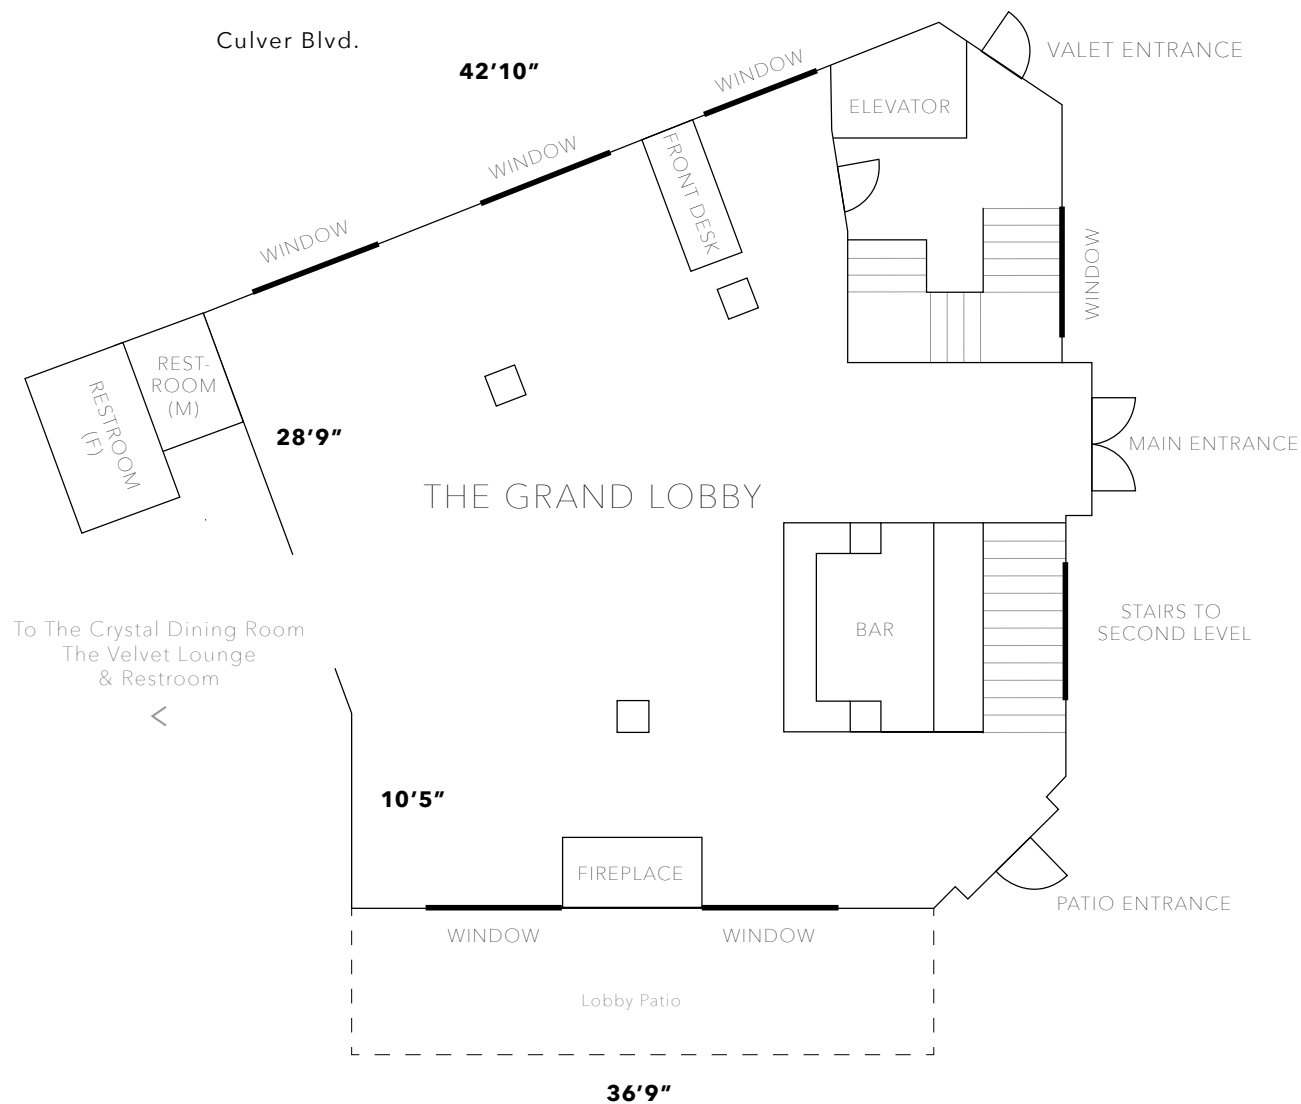 Culver Blvd.
42'10"
WINDOW
VALET ENTRANCE
ELEVATOR
WINDOW
FRONT DESK
WINDOW
WINDOW
REST-
ROOM
(M)
RESTROOM
(F)
28'9"
MAIN ENTRANCE
THE GRAND LOBBY
To The Crystal Dining Room
The Velvet Lounge
& Restroom
<
BAR
STAIRS TO
SECOND LEVEL
10'5"
FIREPLACE
PATIO ENTRANCE
WINDOW
WINDOW
Lobby Patio
36'9"